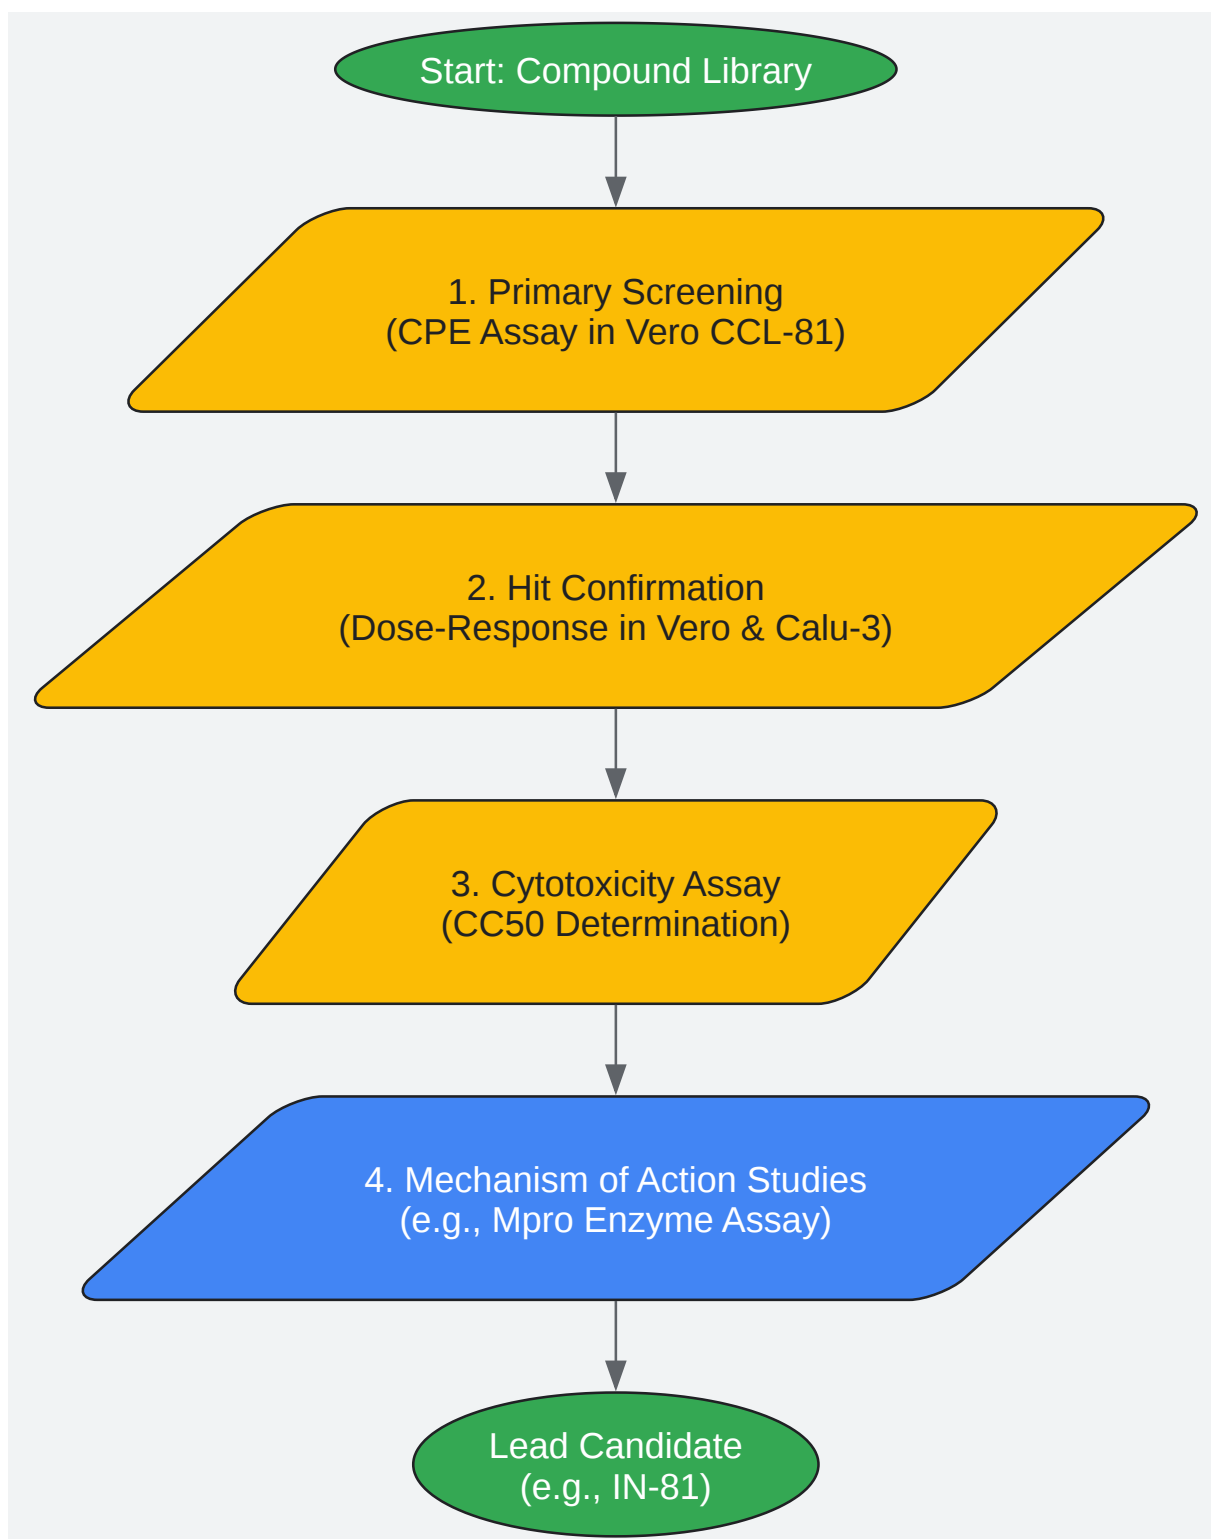 Start: Compound Library
1. Primary Screening
(CPE Assay in Vero CCL-81)
2. Hit Confirmation
(Dose-Response in Vero & Calu-3)
3. Cytotoxicity Assay
(CC50 Determination)
4. Mechanism of Action Studies
(e.g., Mpro Enzyme Assay)
Lead Candidate
(e.g., IN-81)